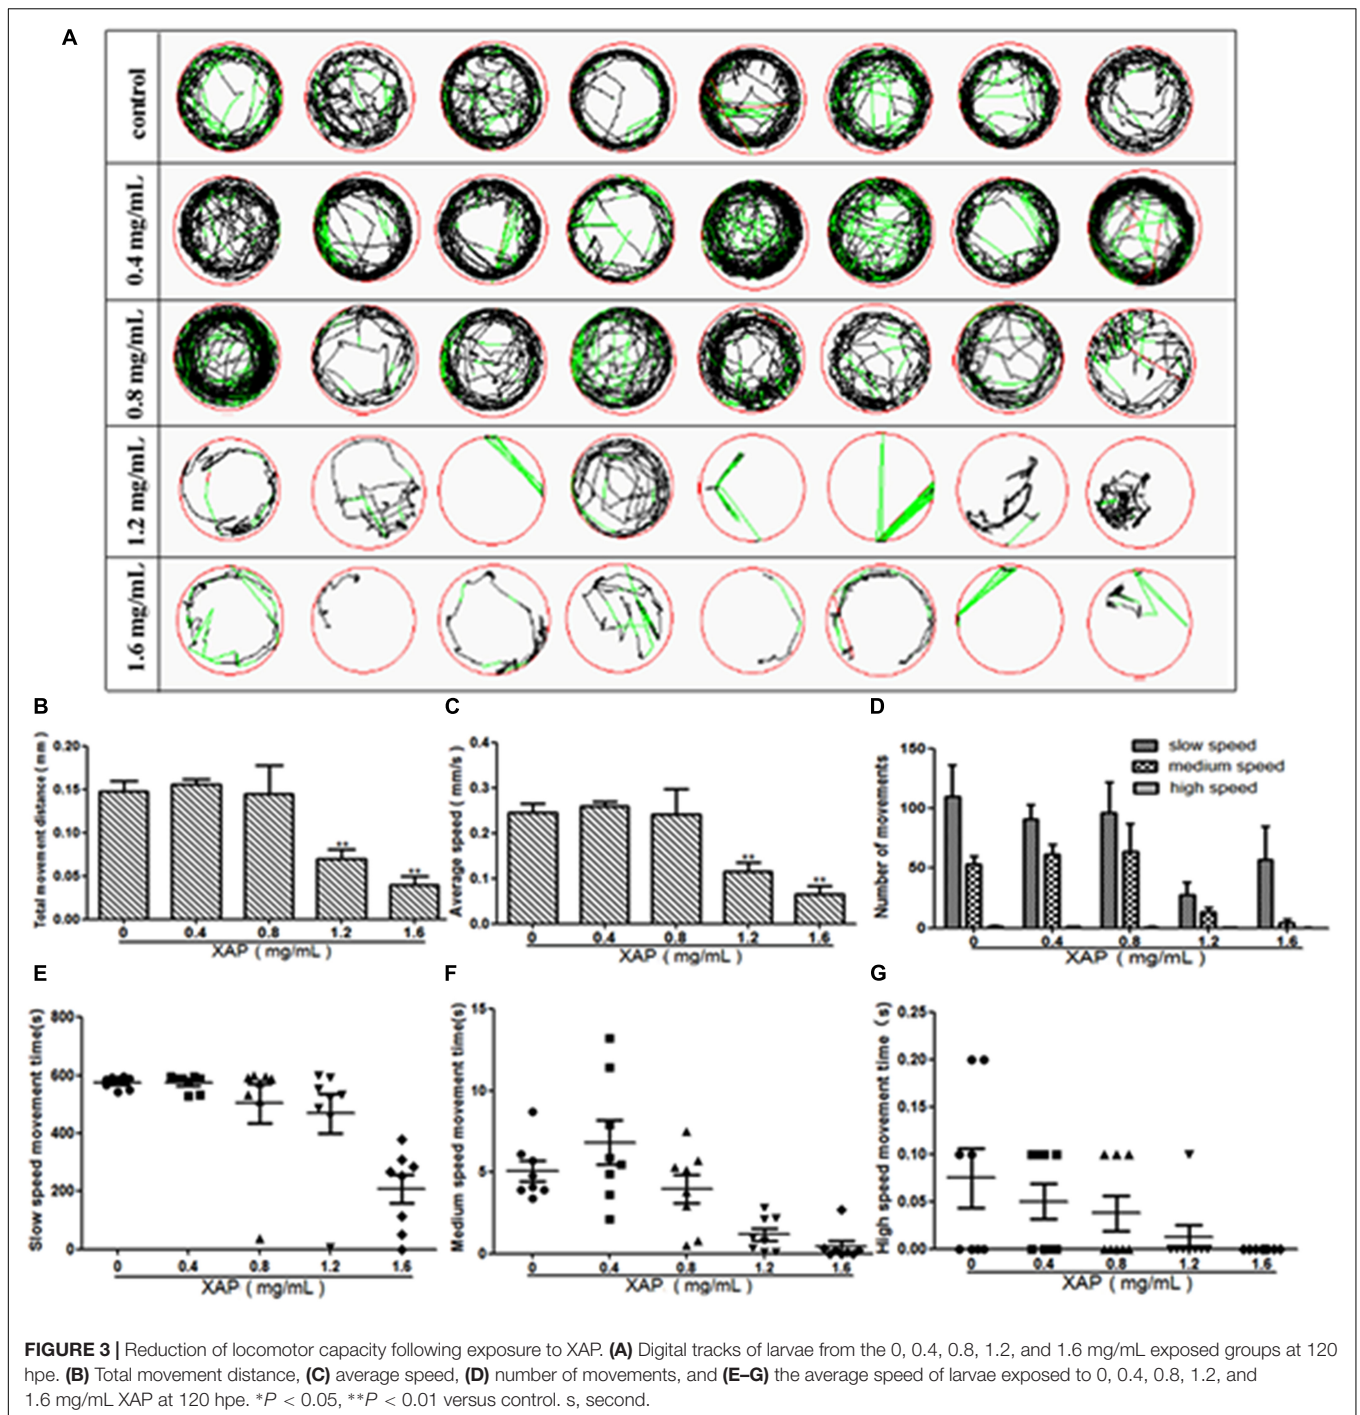 A
control
0.4 mg/mL
0.8 mg/mL
1.2 mg/mL
1.6 mg/mL
B
Total movement distance ( mm )
0.20
0.15
0.10
0.05
0.00
**
**
0 0.4 0.8 1.2 1.6
XAP ( mg/mL )
C
Average speed ( mm/s )
0.4
0.3
0.2
0.1
0.0
**
**
0 0.4 0.8 1.2 1.6
XAP ( mg/mL )
D
Number of movements
150
100
50
0
slow speed
medium speed
high speed
0 0.4 0.8 1.2 1.6
XAP ( mg/mL )
E
Slow speed movement time(s)
800
600
400
200
0
0 0.4 0.8 1.2 1.6
XAP ( mg/mL )
F
Medium speed movement time(s)
15
10
5
0
0 0.4 0.8 1.2 1.6
XAP ( mg/mL )
G
High speed movement time (s)
0.25
0.20
0.15
0.10
0.05
0.00
0 0.4 0.8 1.2 1.6
XAP ( mg/mL )
FIGURE 3 | Reduction of locomotor capacity following exposure to XAP. (A) Digital tracks of larvae from the 0, 0.4, 0.8, 1.2, and 1.6 mg/mL exposed groups at 120
hpe. (B) Total movement distance, (C) average speed, (D) number of movements, and (E–G) the average speed of larvae exposed to 0, 0.4, 0.8, 1.2, and
1.6 mg/mL XAP at 120 hpe. *P < 0.05, **P < 0.01 versus control. s, second.